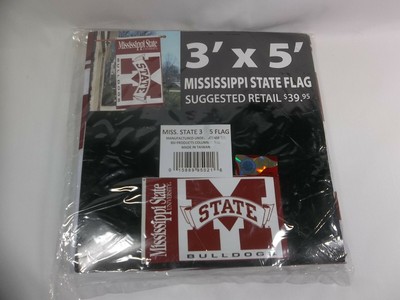 Mississippi State
STATE
3' x 5'
MISSISSIPPI STATE FLAG
SUGGESTED RETAIL $39.95
MISS. STATE 3 5 FLAG
MADE IN TAIWAN
Mississippi State
UNIVERSITY
STATE
BULLDOGS